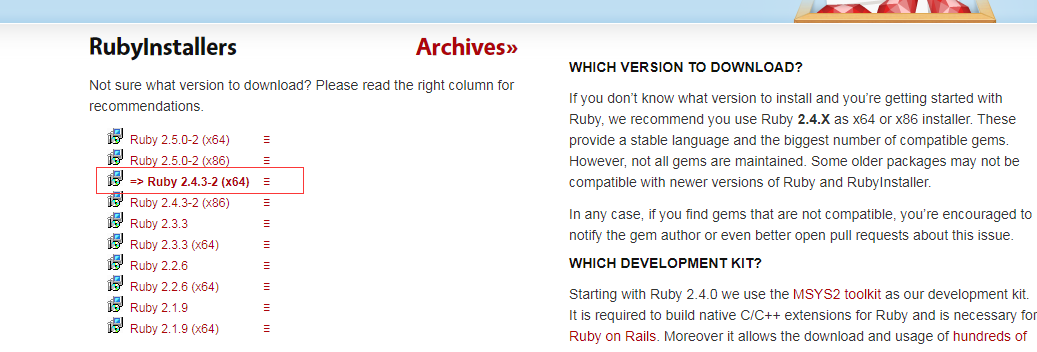 RubyInstallers
Archives»
Not sure what version to download? Please read the right column for
recommendations.
Ruby 2.5.0-2 (x64)
Ruby 2.5.0-2 (x86)
=> Ruby 2.4.3-2 (x64)
Ruby 2.4.3-2 (x86)
Ruby 2.3.3
Ruby 2.3.3 (x64)
Ruby 2.2.6
Ruby 2.2.6 (x64)
Ruby 2.1.9
Ruby 2.1.9 (x64)
WHICH VERSION TO DOWNLOAD?
If you don’t know what version to install and you’re getting started with
Ruby, we recommend you use Ruby 2.4.X as x64 or x86 installer. These
provide a stable language and the biggest number of compatible gems.
However, not all gems are maintained. Some older packages may not be
compatible with newer versions of Ruby and RubyInstaller.
In any case, if you find gems that are not compatible, you’re encouraged to
notify the gem author or even better open pull requests about this issue.
WHICH DEVELOPMENT KIT?
Starting with Ruby 2.4.0 we use the MSYS2 toolkit as our development kit.
It is required to build native C/C++ extensions for Ruby and is necessary for
Ruby on Rails. Moreover it allows the download and usage of hundreds of